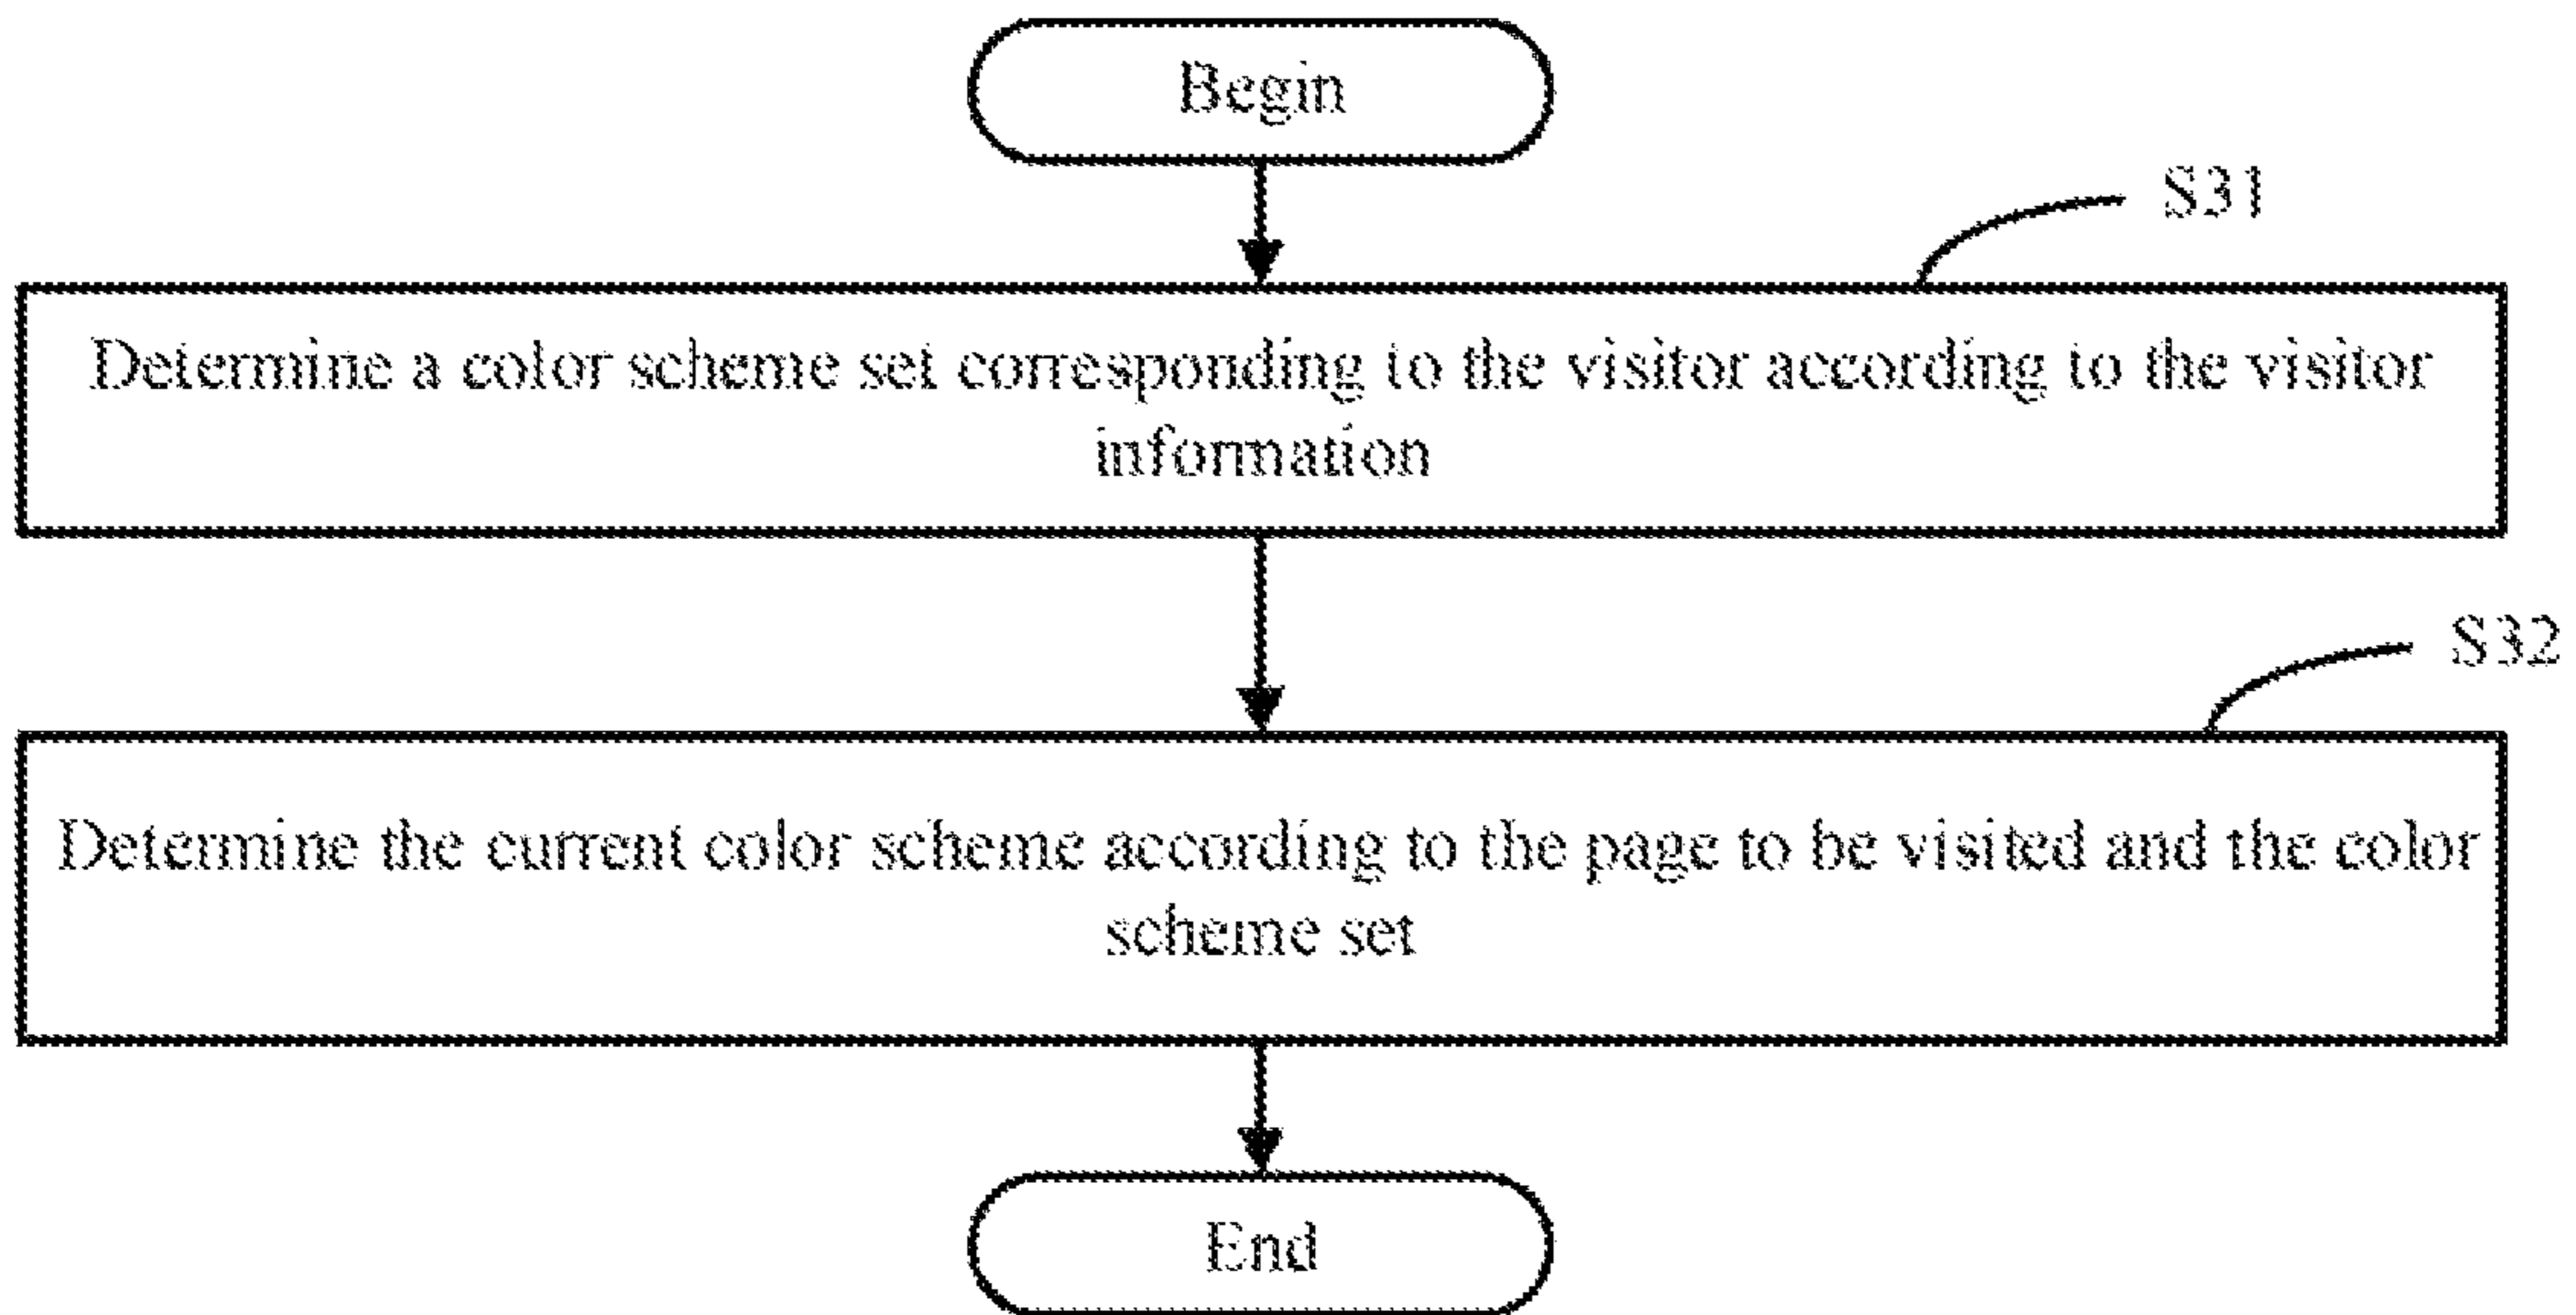 Begin
S31
Determine a color scheme set corresponding to the visitor according to the visitor
information
S32
Determine the current color scheme according to the page to be visited and the color
scheme set
End